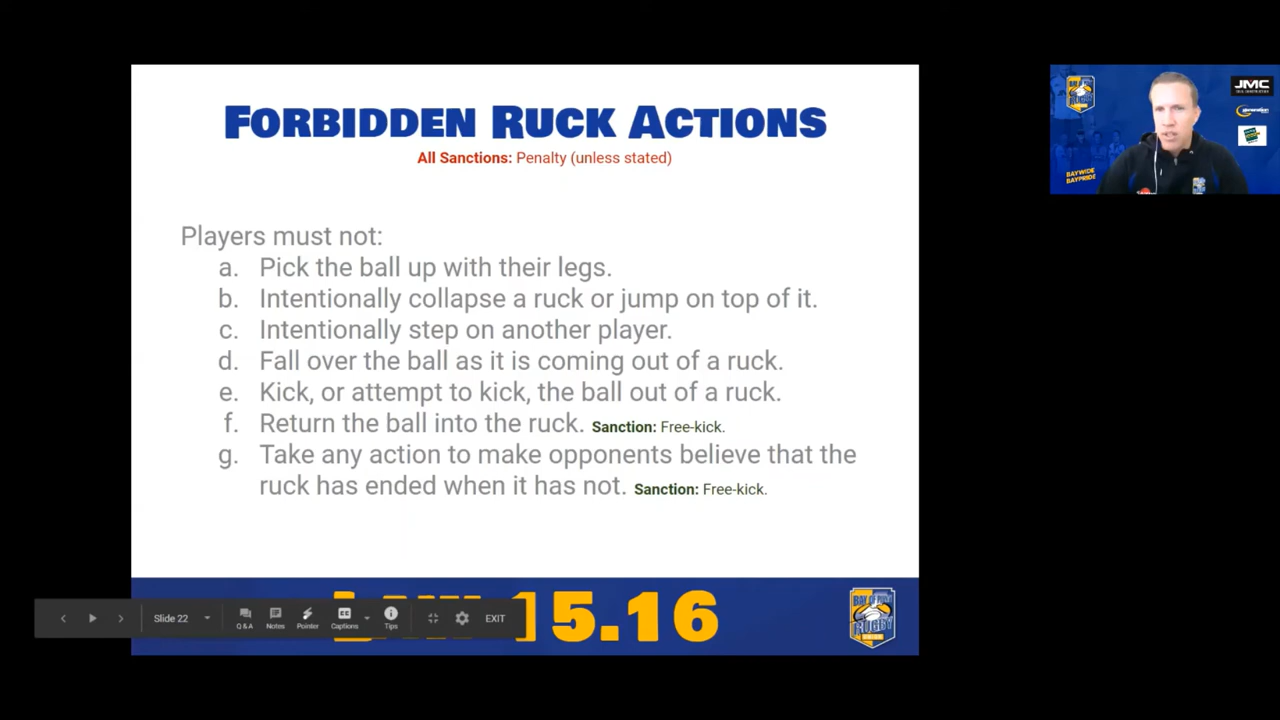 FORBIDDEN RUCK ACTIONS
All Sanctions: Penalty (unless stated)
Players must not:
a. Pick the ball up with their legs.
b. Intentionally collapse a ruck or jump on top of it.
c. Intentionally step on another player.
d. Fall over the ball as it is coming out of a ruck.
e. Kick, or attempt to kick, the ball out of a ruck.
f. Return the ball into the ruck. Sanction: Free-kick.
g. Take any action to make opponents believe that the
ruck has ended when it has not. Sanction: Free-kick.
15.16
Slide 22
Q & A
Notes
Pointer
Captions
Tips
EXIT
RUGBY
JMC
BAYWIDE
BAYPRIDE